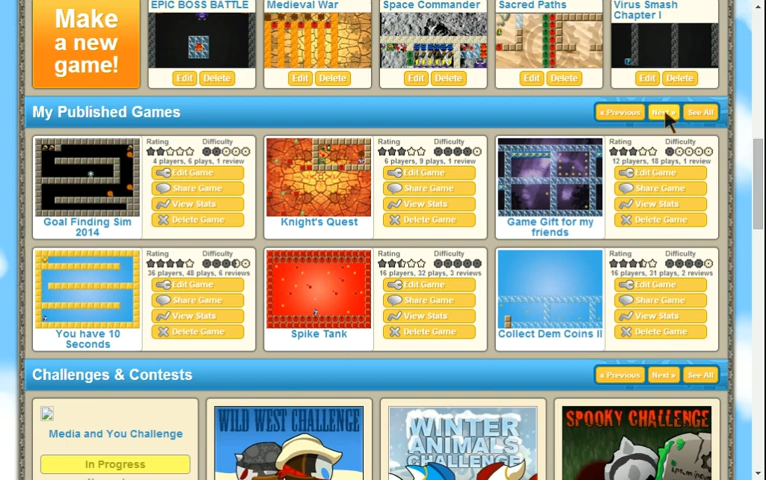 Make
a new
game!
EPIC BOSS BATTLE
Medieval War
Space Commander
Sacred Paths
Virus Smash
Chapter I
Edit Delete
Edit Delete
Edit Delete
Edit Delete
Edit Delete
My Published Games
« Previous
Next »
See All
Rating Difficulty
4 players, 6 plays, 1 review
Edit Game
Share Game
View Stats
Delete Game
Goal Finding Sim
2014
Rating Difficulty
6 players, 9 plays, 1 review
Edit Game
Share Game
View Stats
Delete Game
Knight's Quest
Rating Difficulty
12 players, 18 plays, 1 review
Edit Game
Share Game
View Stats
Delete Game
Game Gift for my
friends
Rating Difficulty
36 players, 48 plays, 6 reviews
Edit Game
Share Game
View Stats
Delete Game
You have 10
Seconds
Rating Difficulty
16 players, 32 plays, 2 reviews
Edit Game
Share Game
View Stats
Delete Game
Spike Tank
Rating Difficulty
16 players, 31 plays, 2 reviews
Edit Game
Share Game
View Stats
Delete Game
Collect Dem Coins II
Challenges & Contests
« Previous
Next »
See All
Media and You Challenge
In Progress
WILD WEST CHALLENGE
WINTER
ANIMALS
CHALLENGE
SPOOKY CHALLENGE